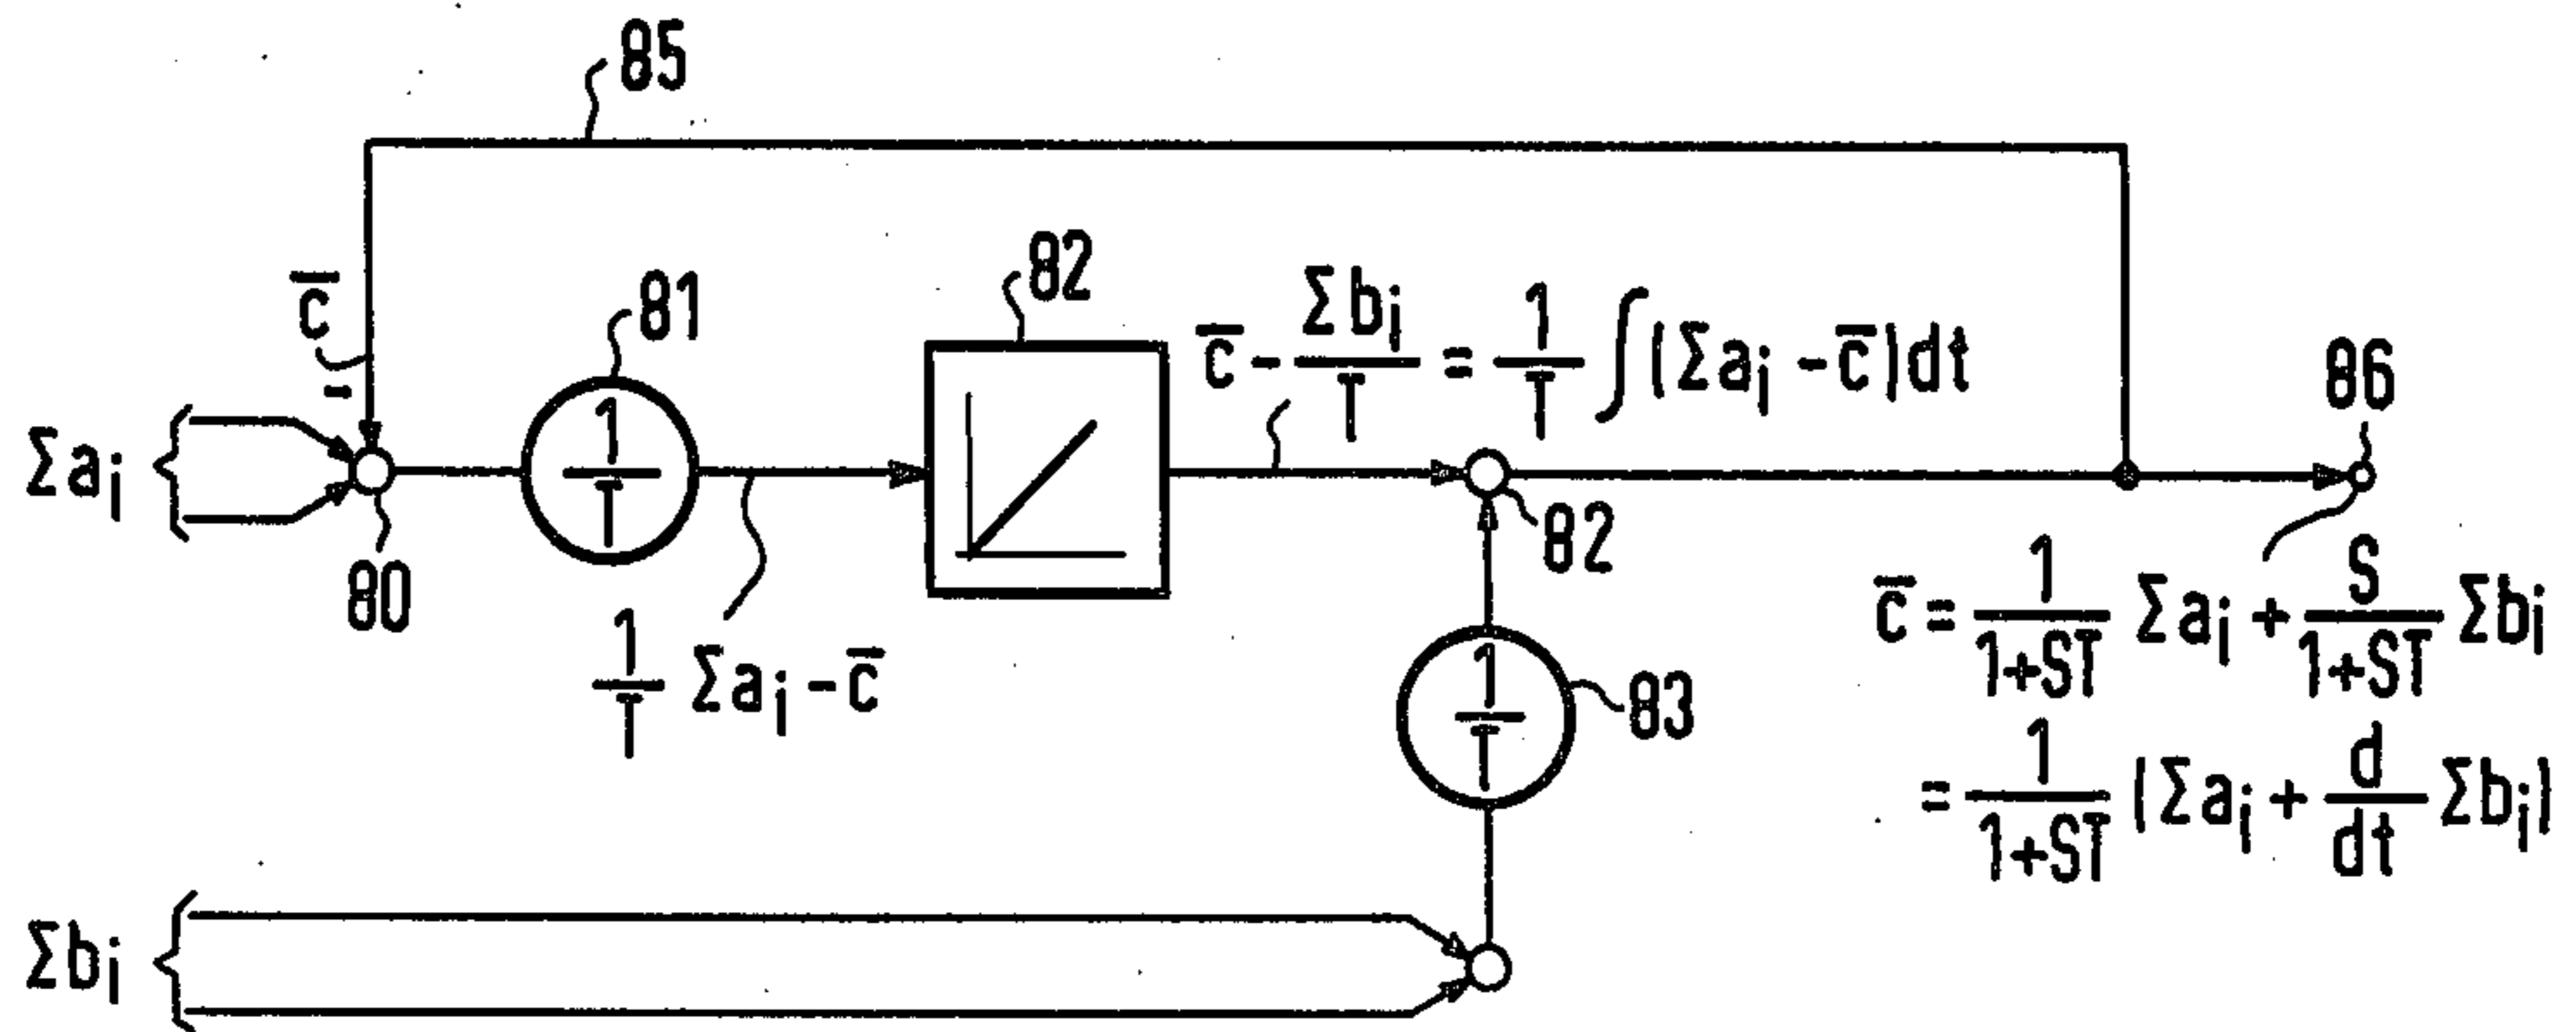 85
c̄
-
81
82
c̄ - Σbi/T = 1/T ∫(Σai - c̄)dt
86
Σai
1/T
80
82
1/T Σai - c̄
1/T
83
c̄ = 1/1+ST Σai + S/1+ST Σbi
= 1/1+ST (Σai + d/dt Σbi)
Σbi